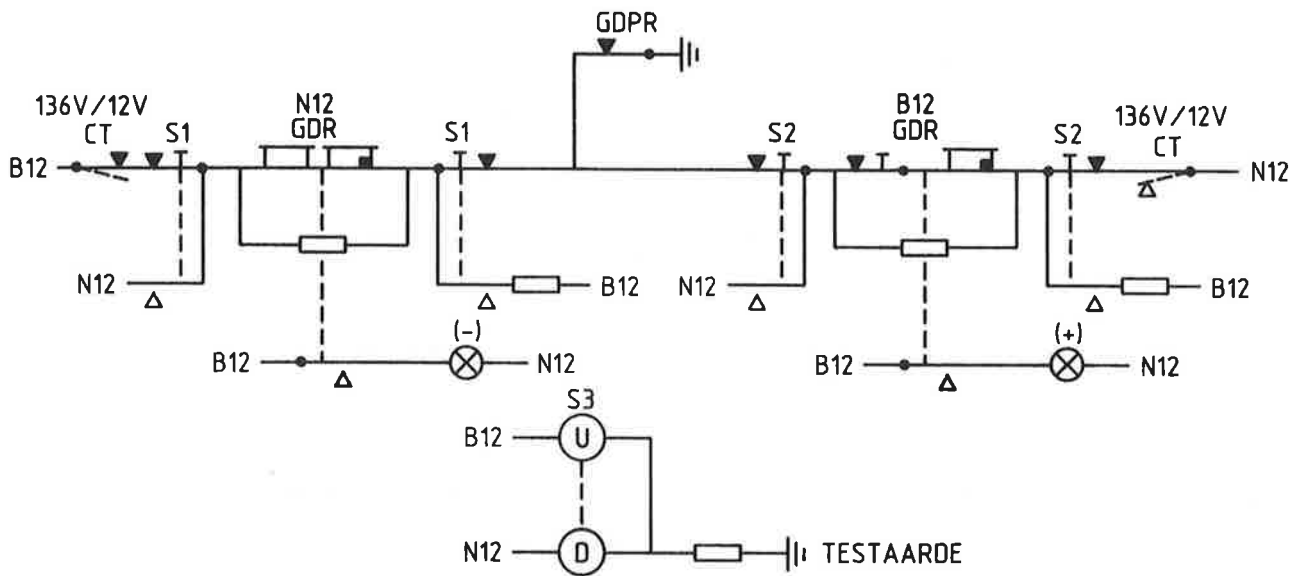 GDPR
136V/12V
CT
S1
N12
GDR
S1
S2
B12
GDR
S2
136V/12V
CT
B12
N12
N12
B12
N12
B12
(-)
(+)
B12
N12
B12
N12
S3
B12
U
N12
D
TESTAARDE